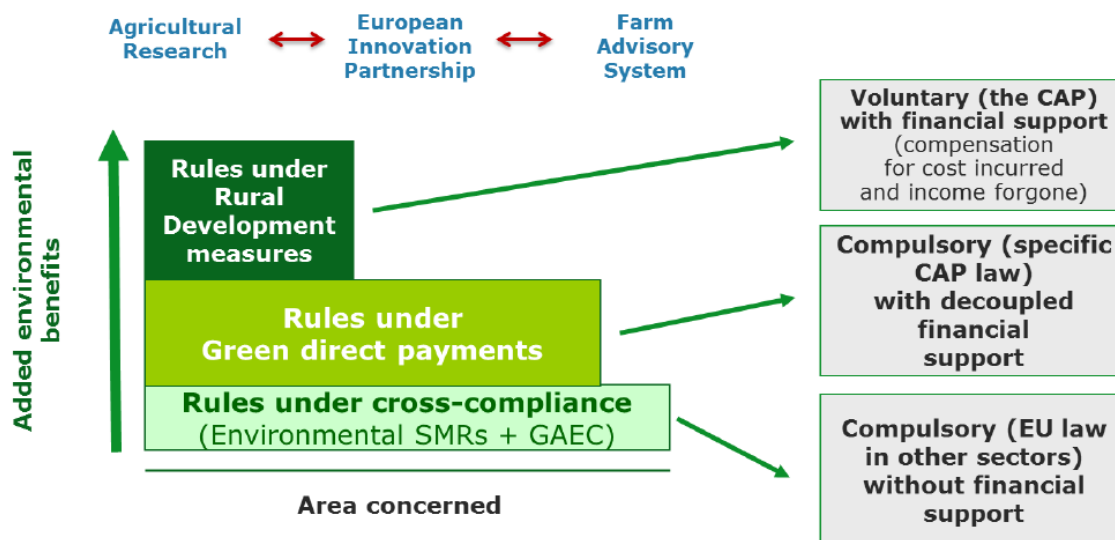 Agricultural
Research
European
Innovation
Partnership
Farm
Advisory
System
Added environmental
benefits
Rules under
Rural
Development
measures
Rules under
Green direct payments
Rules under cross-compliance
(Environmental SMRs + GAEC)
Area concerned
Voluntary (the CAP)
with financial support
(compensation
for cost incurred
and income forgone)
Compulsory (specific
CAP law)
with decoupled
financial
support
Compulsory (EU law
in other sectors)
without financial
support